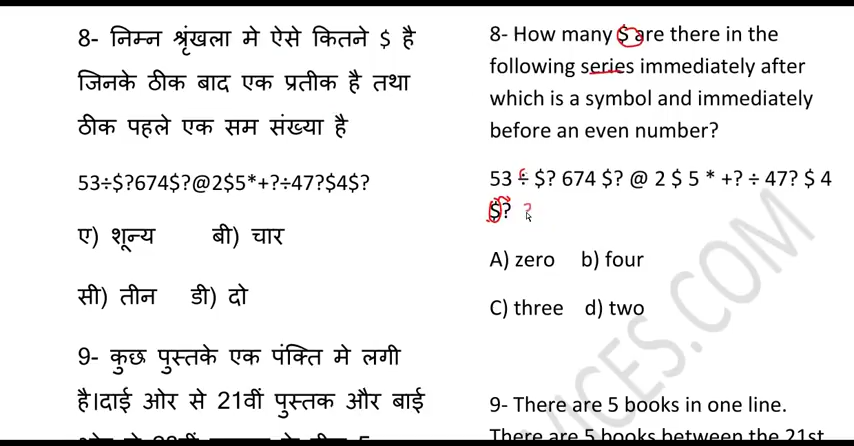 8- निम्न श्रृंखला मे ऐसे कितने $ है
जिनके ठीक बाद एक प्रतीक है तथा
ठीक पहले एक सम संख्या है
53÷$?674$?@2$5*+?÷47?$4$?
ए) शून्य बी) चार
सी) तीन डी) दो
9- कुछ पुस्तके एक पंक्ति मे लगी
है।दाई ओर से 21वीं पुस्तक और बाई
8- How many $ are there in the
following series immediately after
which is a symbol and immediately
before an even number?
53 ÷ $? 674 $? @ 2 $ 5 * +? ÷ 47? $ 4
$? ?
A) zero b) four
C) three d) two
9- There are 5 books in one line.
There are 5 books between the 21st
VICES.COM